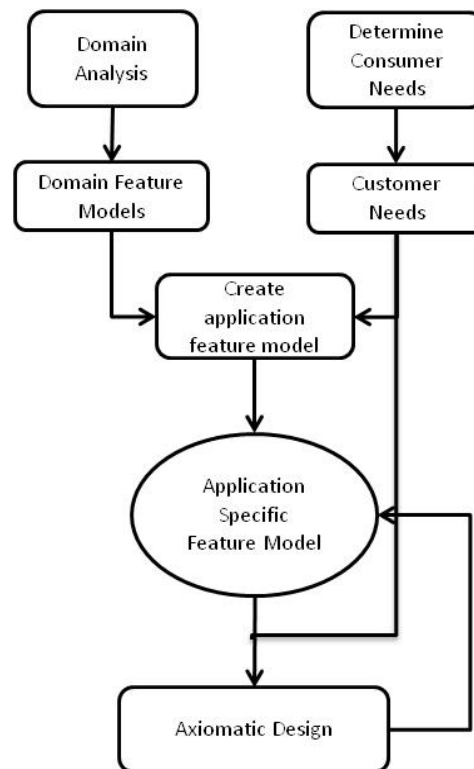 Domain
Analysis
Determine
Consumer
Needs
Domain Feature
Models
Customer
Needs
Create
application
feature model
Application
Specific
Feature Model
Axiomatic Design